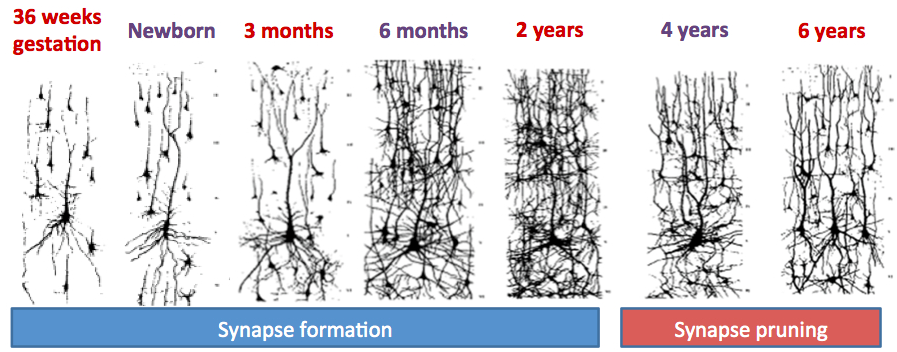 36 weeks
gestation
Newborn
3 months
6 months
2 years
4 years
6 years
Synapse formation
Synapse pruning